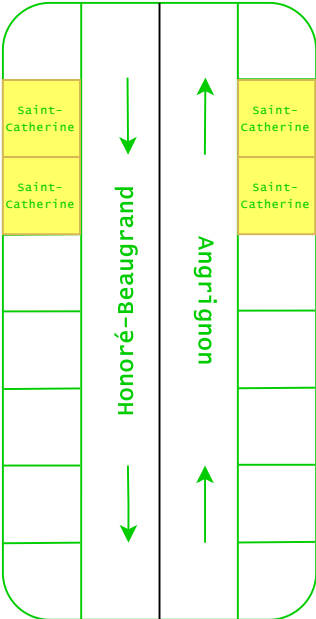 Saint-
Catherine
Saint-
Catherine
Honoré-Beaugrand
Angrignon
Saint-
Catherine
Saint-
Catherine